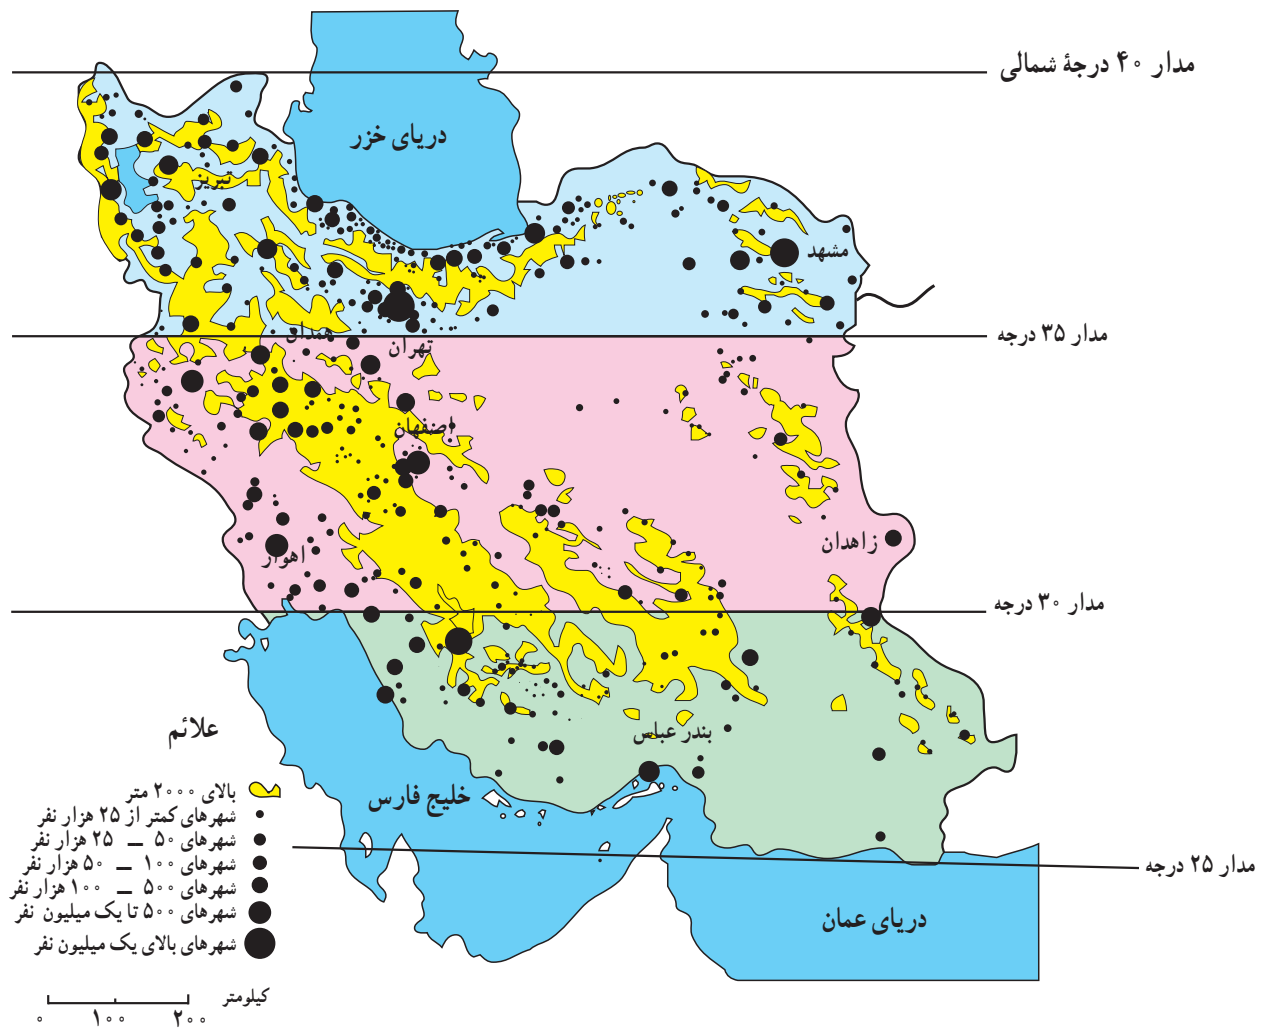 مدار ۴۰ درجهٔ شمالی
دریای خزر
تبریز
مشهد
مدار ۳۵ درجه
همدان
تهران
اصفهان
زاهدان
اهواز
مدار ۳۰ درجه
بندر عباس
خلیج فارس
مدار ۲۵ درجه
دریای عمان
علائم
بالای ۲۰۰۰ متر
شهرهای کمتر از ۲۵ هزار نفر
شهرهای ۵۰ – ۲۵ هزار نفر
شهرهای ۱۰۰ – ۵۰ هزار نفر
شهرهای ۵۰۰ – ۱۰۰ هزار نفر
شهرهای ۵۰۰ تا یک میلیون نفر
شهرهای بالای یک میلیون نفر
کیلومتر
۰ ۱۰۰ ۲۰۰